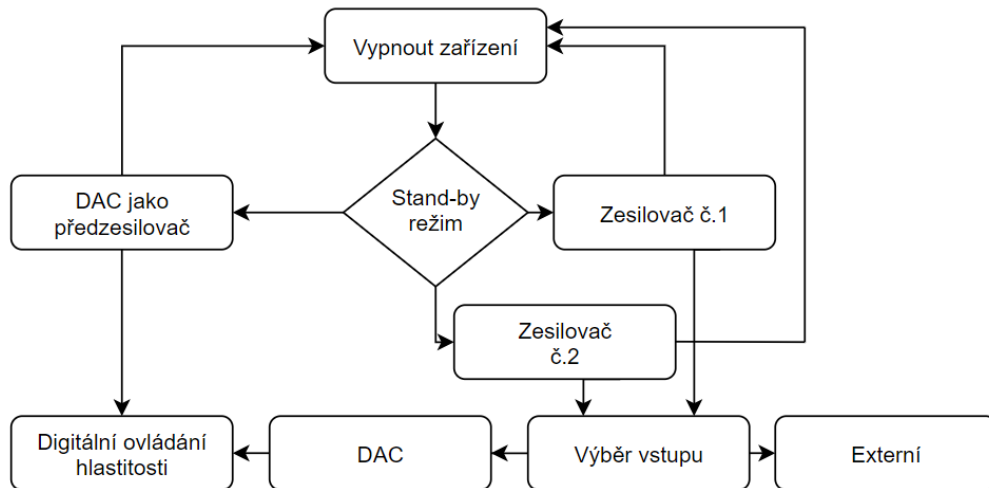 Vypnout zařízení
DAC jako
předzesilovač
Stand-by
režim
Zesilovač č.1
Zesilovač
č.2
Digitální ovládání
hlastitosti
DAC
Výběr vstupu
Externí